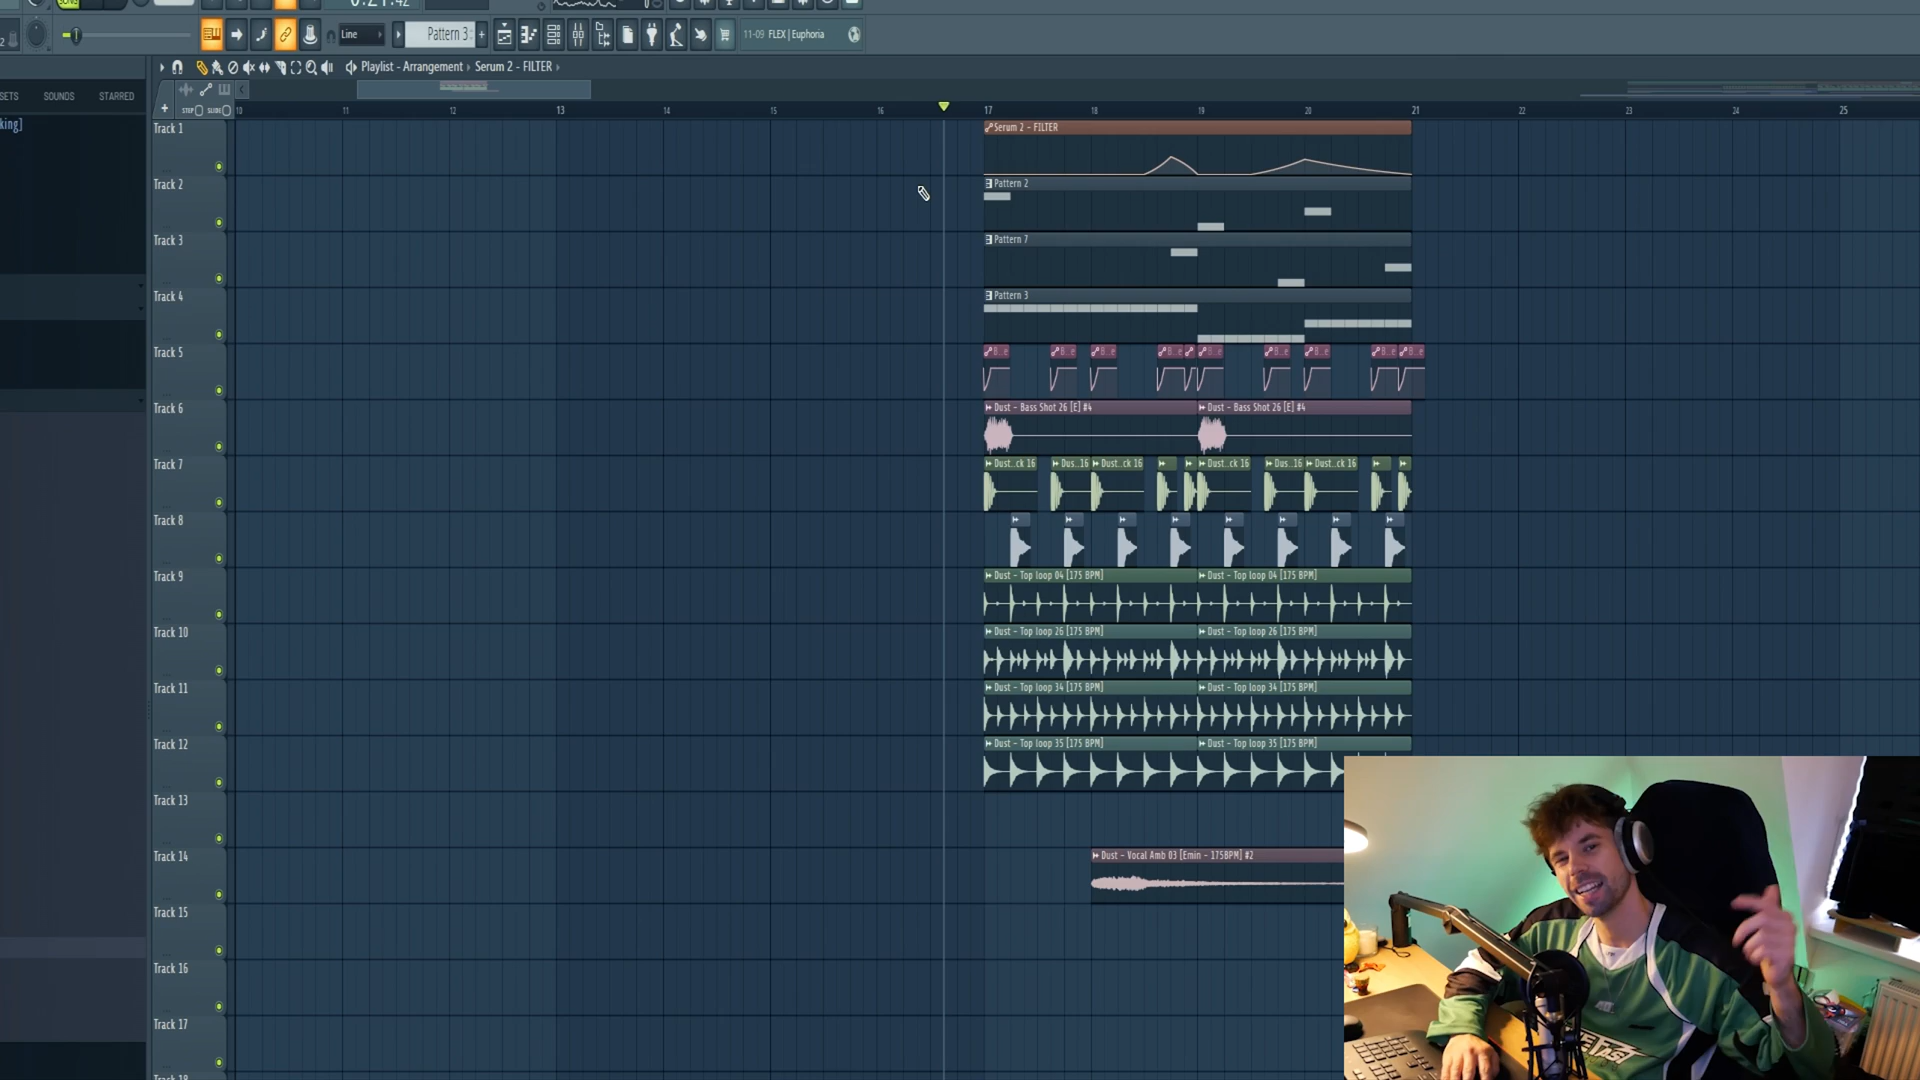 SONG
0:21:42
Line
Pattern 3
+
11-09 FLEX | Euphoria
Playlist - Arrangement › Serum 2 - FILTER ›
SETS SOUNDS STARRED
king]
STEP SLIDE
10 11 12 13 14 15 16 17 18 19 20 21 22 23 24 25
Track 1
Serum 2 - FILTER
Track 2
Pattern 2
Track 3
Pattern 7
Track 4
Pattern 3
Track 5
B..e B..e B..e B..e B..e B..e B..e B..e B..e
Track 6
Dust - Bass Shot 26 [E] #4 Dust - Bass Shot 26 [E] #4
Track 7
Dust..ck 16 Dus..16 Dust..ck 16 Dust..ck 16 Dus..16 Dust..ck 16
Track 8
Track 9
Dust - Top loop 04 [175 BPM] Dust - Top loop 04 [175 BPM]
Track 10
Dust - Top loop 26 [175 BPM] Dust - Top loop 26 [175 BPM]
Track 11
Dust - Top loop 34 [175 BPM] Dust - Top loop 34 [175 BPM]
Track 12
Dust - Top loop 35 [175 BPM] Dust - Top loop 35 [175 BPM]
Track 13
Track 14
Dust - Vocal Amb 03 [Emin - 175BPM] #2
Track 15
Track 16
Track 17
Track 18